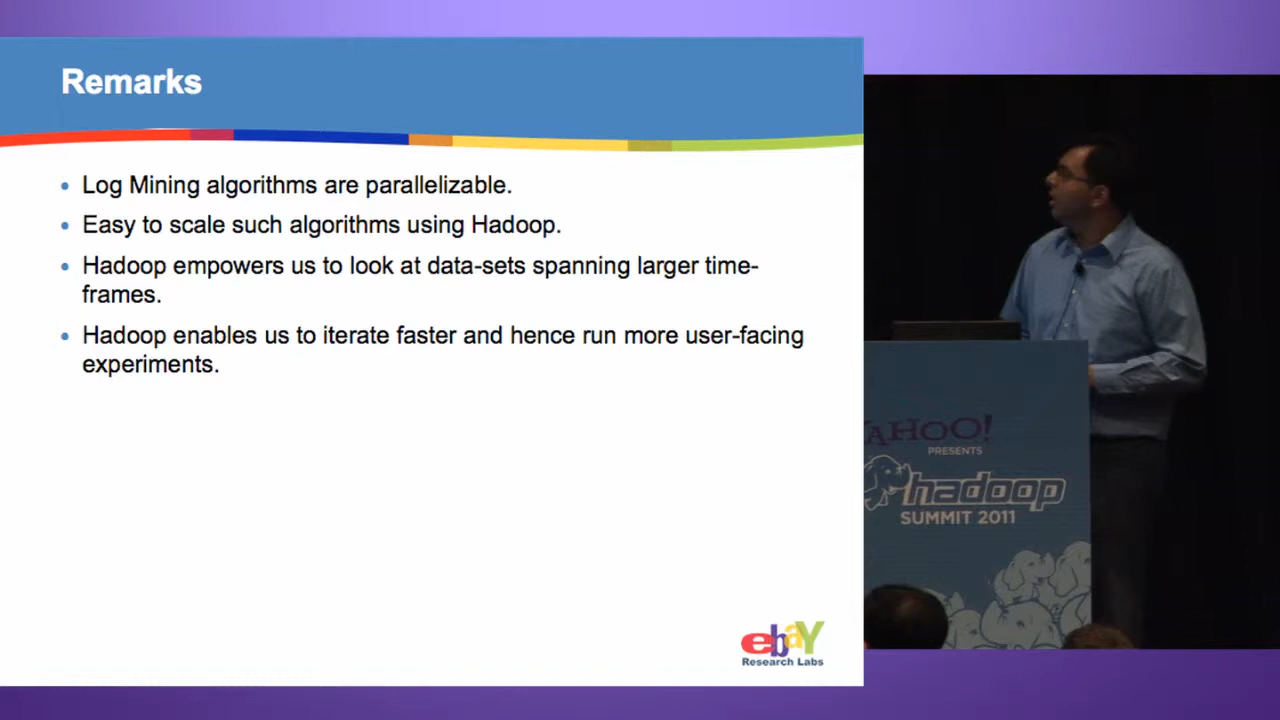 Remarks
• Log Mining algorithms are parallelizable.
• Easy to scale such algorithms using Hadoop.
• Hadoop empowers us to look at data-sets spanning larger time-
frames.
• Hadoop enables us to iterate faster and hence run more user-facing
experiments.
ebaY
Research Labs
YAHOO!
PRESENTS
hadoop
SUMMIT 2011